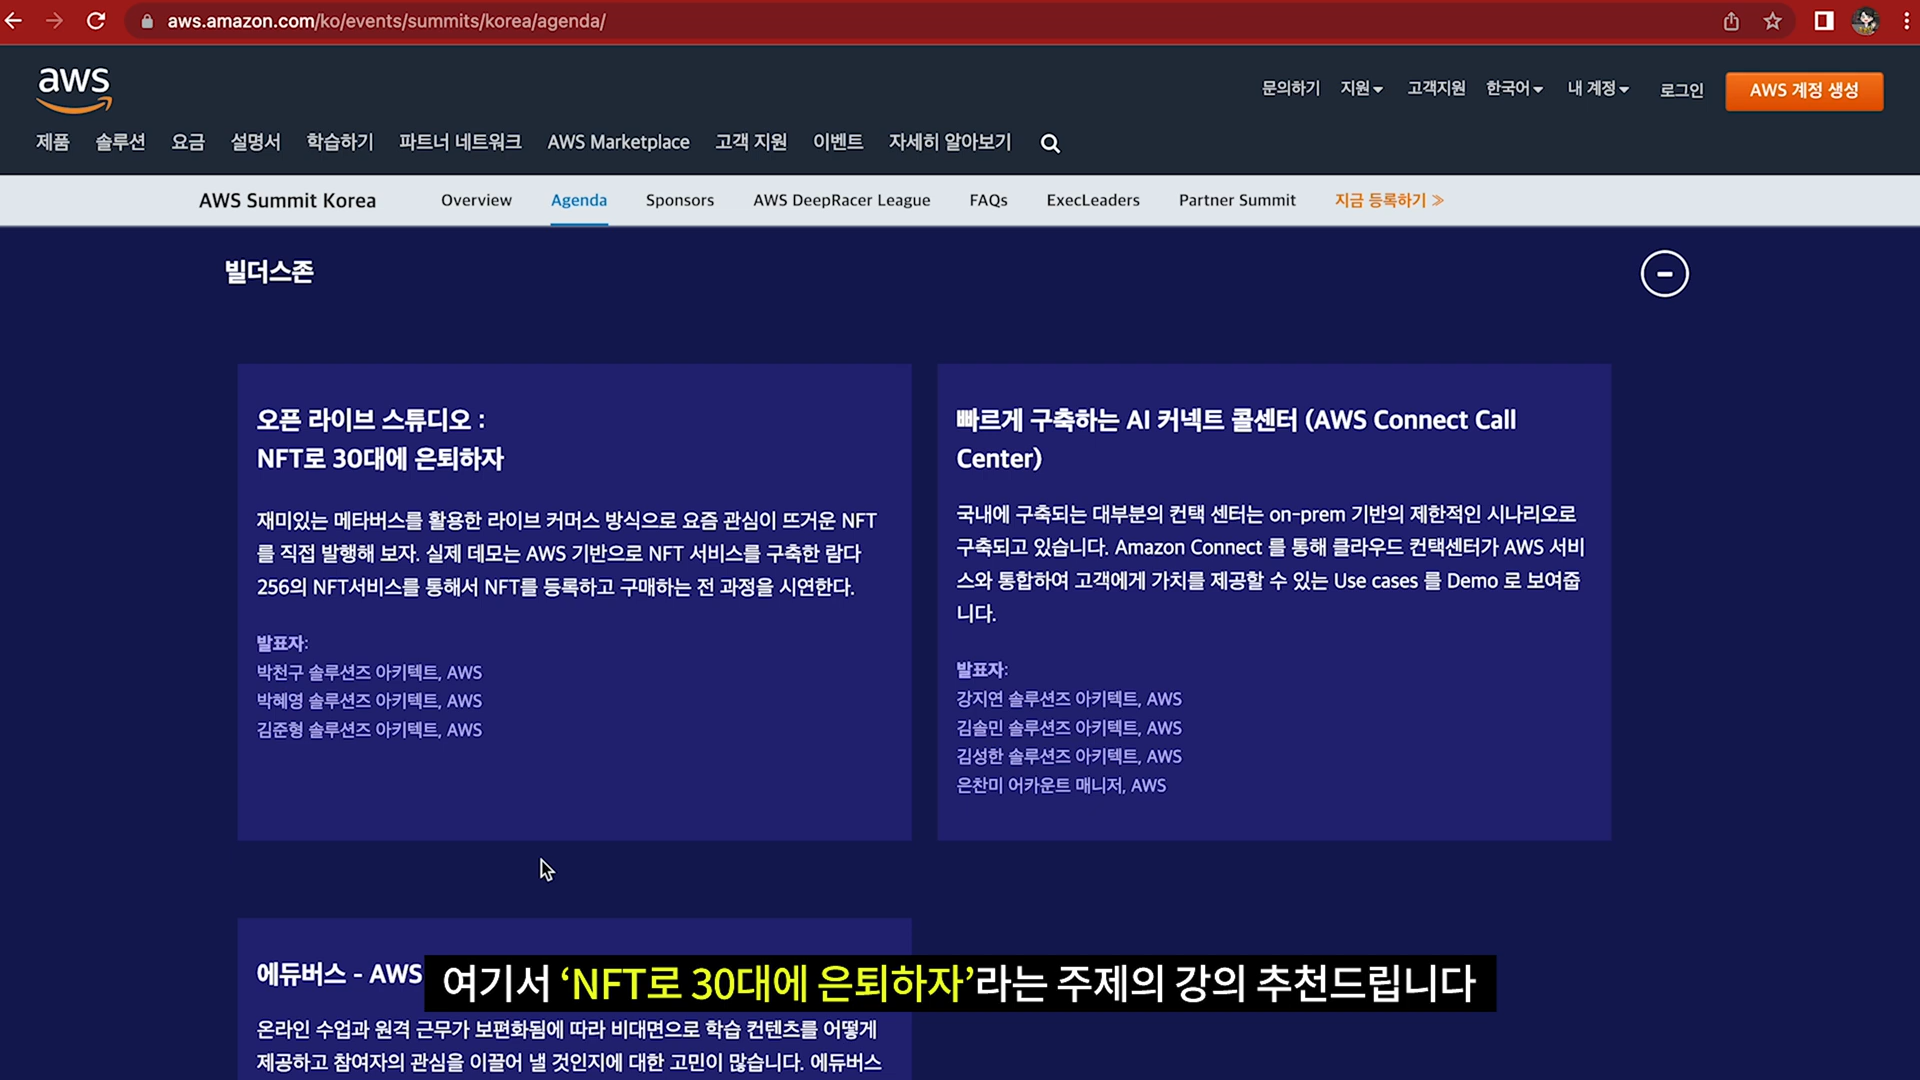 aws.amazon.com/ko/events/summits/korea/agenda/
aws
문의하기 지원 고객지원 한국어 내 계정 로그인 AWS 계정 생성
제품 솔루션 요금 설명서 학습하기 파트너 네트워크 AWS Marketplace 고객 지원 이벤트 자세히 알아보기
AWS Summit Korea Overview Agenda Sponsors AWS DeepRacer League FAQs ExecLeaders Partner Summit 지금 등록하기 ≫
빌더스존
오픈 라이브 스튜디오 :
NFT로 30대에 은퇴하자
재미있는 메타버스를 활용한 라이브 커머스 방식으로 요즘 관심이 뜨거운 NFT
를 직접 발행해 보자. 실제 데모는 AWS 기반으로 NFT 서비스를 구축한 람다
256의 NFT서비스를 통해서 NFT를 등록하고 구매하는 전 과정을 시연한다.
발표자:
박천구 솔루션즈 아키텍트, AWS
박혜영 솔루션즈 아키텍트, AWS
김준형 솔루션즈 아키텍트, AWS
빠르게 구축하는 AI 커넥트 콜센터 (AWS Connect Call
Center)
국내에 구축되는 대부분의 컨택 센터는 on-prem 기반의 제한적인 시나리오로
구축되고 있습니다. Amazon Connect 를 통해 클라우드 컨택센터가 AWS 서비
스와 통합하여 고객에게 가치를 제공할 수 있는 Use cases 를 Demo 로 보여줍
니다.
발표자:
강지연 솔루션즈 아키텍트, AWS
김솔민 솔루션즈 아키텍트, AWS
김성한 솔루션즈 아키텍트, AWS
은찬미 어카운트 매니저, AWS
에듀버스 - AWS
여기서 ‘NFT로 30대에 은퇴하자’라는 주제의 강의 추천드립니다
온라인 수업과 원격 근무가 보편화됨에 따라 비대면으로 학습 컨텐츠를 어떻게
제공하고 참여자의 관심을 이끌어 낼 것인지에 대한 고민이 많습니다. 에듀버스